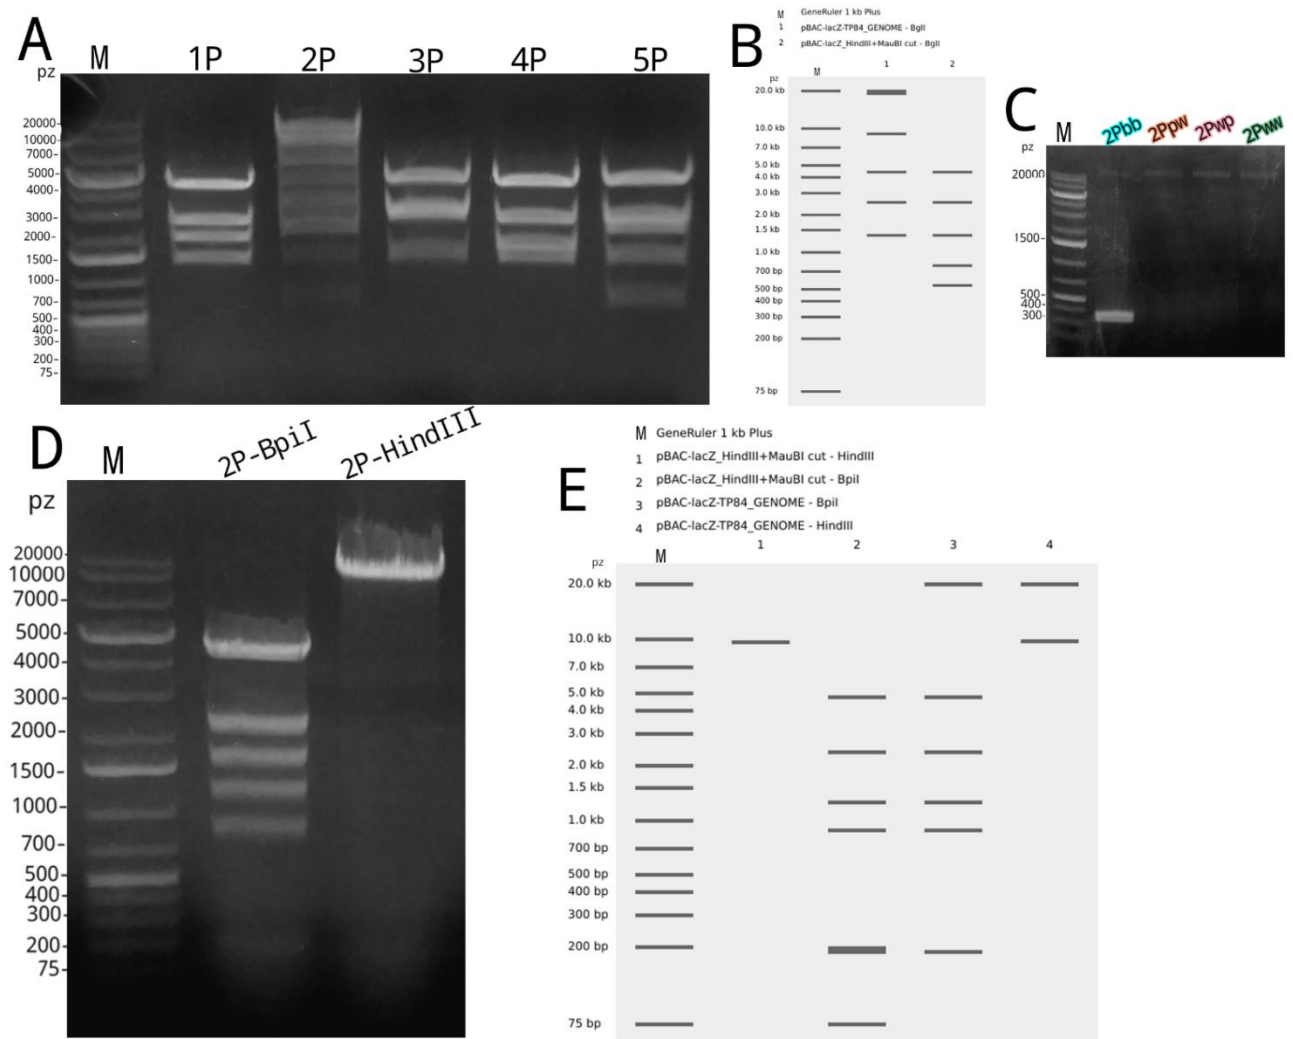 A
M 1P 2P 3P 4P 5P
pz
20000-
10000-
7000-
5000-
4000-
3000-
2000-
1500-
1000-
700-
500-
400-
300-
200-
75-
B
M GeneRuler 1 kb Plus
1 pBAC-lacZ-TP84_GENOME - BglI
2 pBAC-lacZ_HindIII+MauBI cut - BglI
1 2
pz M
20.0 kb
10.0 kb
7.0 kb
5.0 kb
4.0 kb
3.0 kb
2.0 kb
1.5 kb
1.0 kb
700 bp
500 bp
400 bp
300 bp
200 bp
75 bp
C
M 2Pbb 2Ppw 2Pwp 2Pww
pz
20000
1500-
500-
400-
300-
D
M 2P-BpiI 2P-HindIII
pz
20000-
10000-
7000-
5000-
4000-
3000-
2000-
1500-
1000-
700-
500-
400-
300-
200-
75-
E
M GeneRuler 1 kb Plus
1 pBAC-lacZ_HindIII+MauBI cut - HindIII
2 pBAC-lacZ_HindIII+MauBI cut - BpiI
3 pBAC-lacZ-TP84_GENOME - BpiI
4 pBAC-lacZ-TP84_GENOME - HindIII
M 1 2 3 4
pz
20.0 kb
10.0 kb
7.0 kb
5.0 kb
4.0 kb
3.0 kb
2.0 kb
1.5 kb
1.0 kb
700 bp
500 bp
400 bp
300 bp
200 bp
75 bp